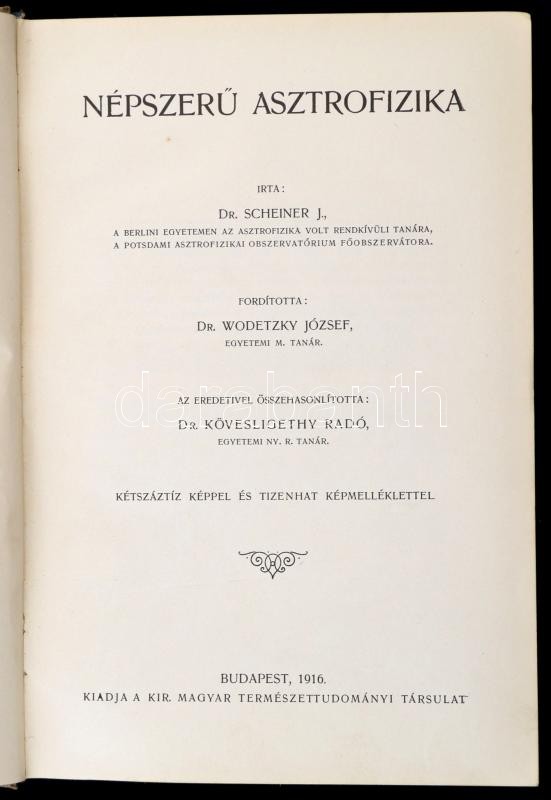 NÉPSZERŰ ASZTROFIZIKA
IRTA:
DR. SCHEINER J.,
A BERLINI EGYETEMEN AZ ASZTROFIZIKA VOLT RENDKÍVÜLI TANÁRA,
A POTSDAMI ASZTROFIZIKAI OBSZERVATÓRIUM FŐOBSZERVÁTORA.
FORDÍTOTTA:
DR. WODETZKY JÓZSEF,
EGYETEMI M. TANÁR.
darabanth
AZ EREDETIVEL ÖSSZEHASONLÍTOTTA:
DR. KÖVESLIGETHY RADÓ,
EGYETEMI NY. R. TANÁR.
KÉTSZÁZTÍZ KÉPPEL ÉS TIZENHAT KÉPMELLÉKLETTEL
BUDAPEST, 1916.
KIADJA A KIR. MAGYAR TERMÉSZETTUDOMÁNYI TÁRSULAT